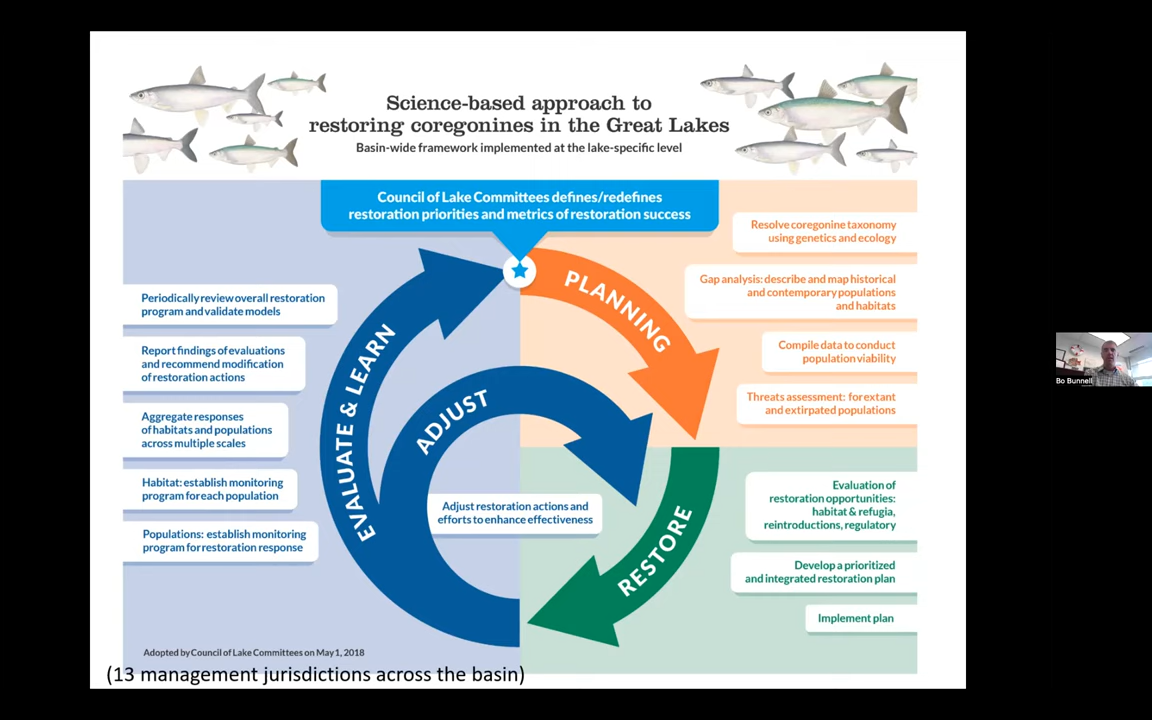 Science-based approach to
restoring coregonines in the Great Lakes
Basin-wide framework implemented at the lake-specific level
Council of Lake Committees defines/redefines
restoration priorities and metrics of restoration success
PLANNING
Resolve coregonine taxonomy
using genetics and ecology
Gap analysis: describe and map historical
and contemporary populations
and habitats
Compile data to conduct
population viability
Threats assessment: for extant
and extirpated populations
RESTORE
Evaluation of
restoration opportunities:
habitat & refugia,
reintroductions, regulatory
Develop a prioritized
and integrated restoration plan
Implement plan
EVALUATE & LEARN
Periodically review overall restoration
program and validate models
Report findings of evaluations
and recommend modification
of restoration actions
Aggregate responses
of habitats and populations
across multiple scales
Habitat: establish monitoring
program for each population
Populations: establish monitoring
program for restoration response
ADJUST
Adjust restoration actions and
efforts to enhance effectiveness
Adopted by Council of Lake Committees on May 1, 2018
(13 management jurisdictions across the basin)
Bo Bunnell